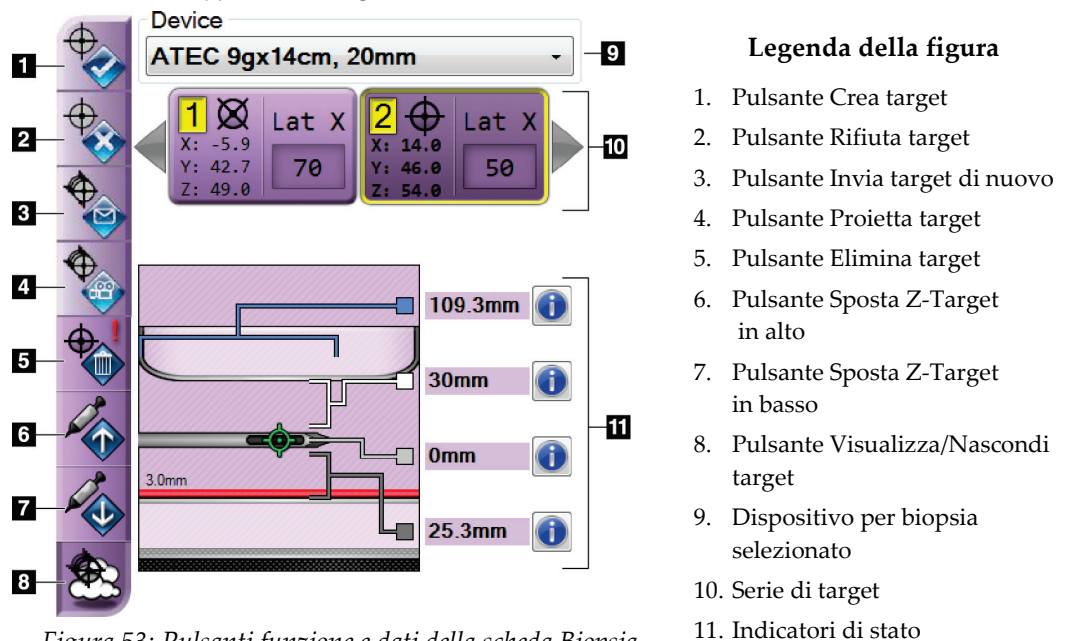 Device
ATEC 9gx14cm, 20mm
1
2
3
4
5
6
7
8
9
10
11
1
Lat X
X: -5.9
Y: 42.7
Z: 49.0
70
2
Lat X
X: 14.0
Y: 46.0
Z: 54.0
50
109.3mm
30mm
0mm
3.0mm
25.3mm
Legenda della figura
1. Pulsante Crea target
2. Pulsante Rifiuta target
3. Pulsante Invia target di nuovo
4. Pulsante Proietta target
5. Pulsante Elimina target
6. Pulsante Sposta Z-Target
in alto
7. Pulsante Sposta Z-Target
in basso
8. Pulsante Visualizza/Nascondi
target
9. Dispositivo per biopsia
selezionato
10. Serie di target
11. Indicatori di stato
Figura 53: Pulsanti funzione e dati della scheda Biopsia